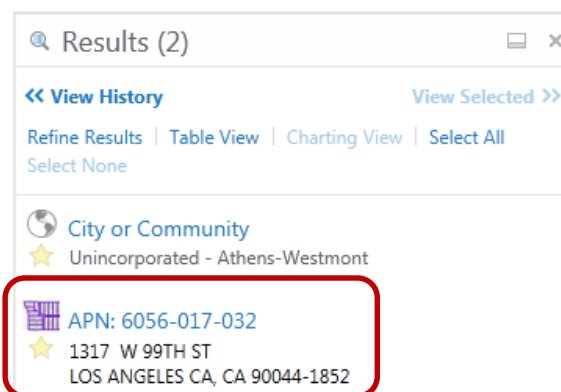 Results (2)
View History View Selected
Refine Results | Table View | Charting View | Select All
Select None
City or Community
Unincorporated - Athens-Westmont
APN: 6056-017-032
1317 W 99TH ST
LOS ANGELES CA, CA 90044-1852